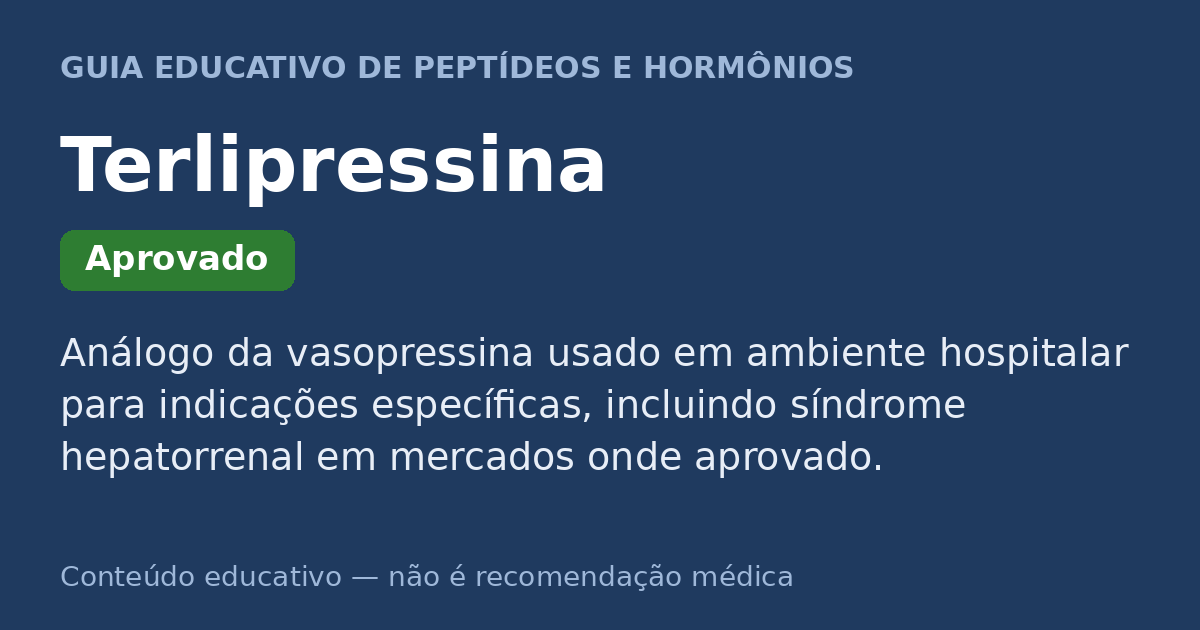 GUIA EDUCATIVO DE PEPTÍDEOS E HORMÔNIOS
Terlipressina
Aprovado
Análogo da vasopressina usado em ambiente hospitalar
para indicações específicas, incluindo síndrome
hepatorrenal em mercados onde aprovado.
Conteúdo educativo — não é recomendação médica